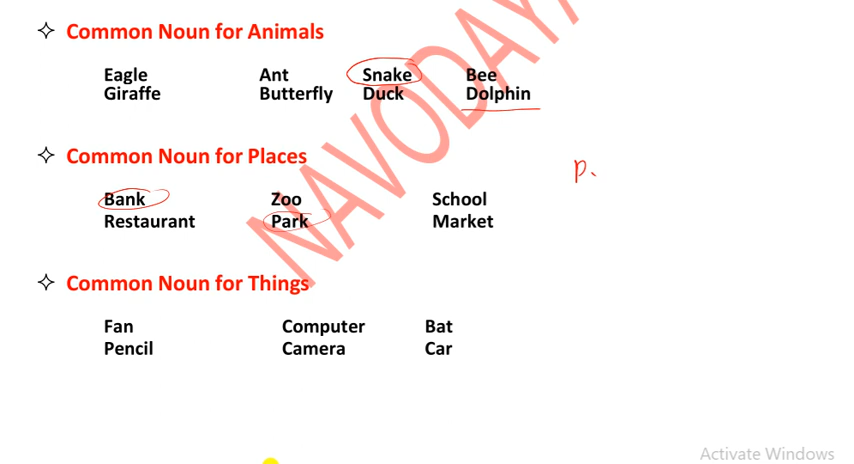 ✧ Common Noun for Animals
Eagle Ant Snake Bee
Giraffe Butterfly Duck Dolphin
✧ Common Noun for Places
p.
Bank Zoo School
Restaurant Park Market
✧ Common Noun for Things
Fan Computer Bat
Pencil Camera Car
NAVODAYA
Activate Windows